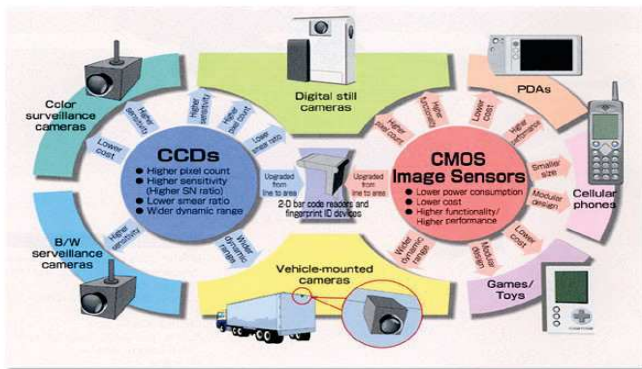 Color
surveillance
cameras
Higher
sensitivity
Lower
cost
Higher
sensitivity
Higher
pixel count
Lower
smear ratio
Digital still
cameras
Higher
pixel count
Higher
functionality
Lower
cost
Higher
performance
PDAs
CCDs
● Higher pixel count
● Higher sensitivity
(Higher SN ratio)
● Lower smear ratio
● Wider dynamic range
Upgraded
from
line to area
2-D bar code readers and
fingerprint ID devices
Upgraded
from
line to area
CMOS
Image Sensors
● Lower power consumption
● Lower cost
● Higher functionality/
Higher performance
Smaller
size
Modular
design
Cellular
phones
B/W
serveillance
cameras
Higher
sensitivity
Wider
dynamic
range
Vehicle-mounted
cameras
Wider
dynamic
range
Modular
design
Lower
cost
Games/
Toys